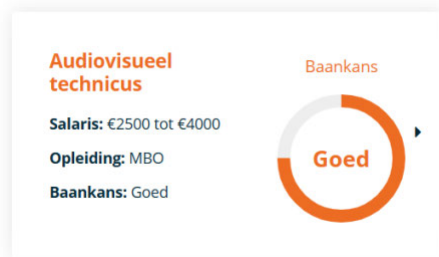 Audiovisueel
technicus
Salaris: €2500 tot €4000
Opleiding: MBO
Baankans: Goed
Baankans
Goed